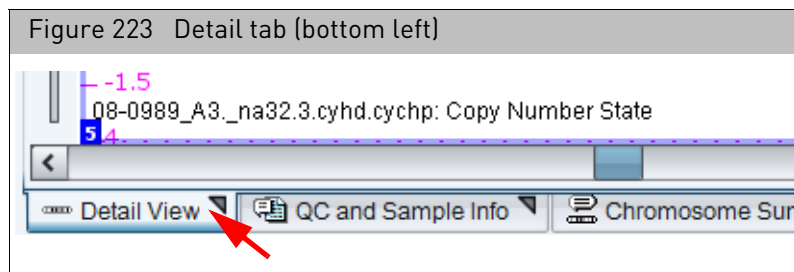 Figure 223 Detail tab (bottom left)
-1.5
08-0989_A3._na32.3.cyhd.cychp: Copy Number State
5 4
Detail View QC and Sample Info Chromosome Sur